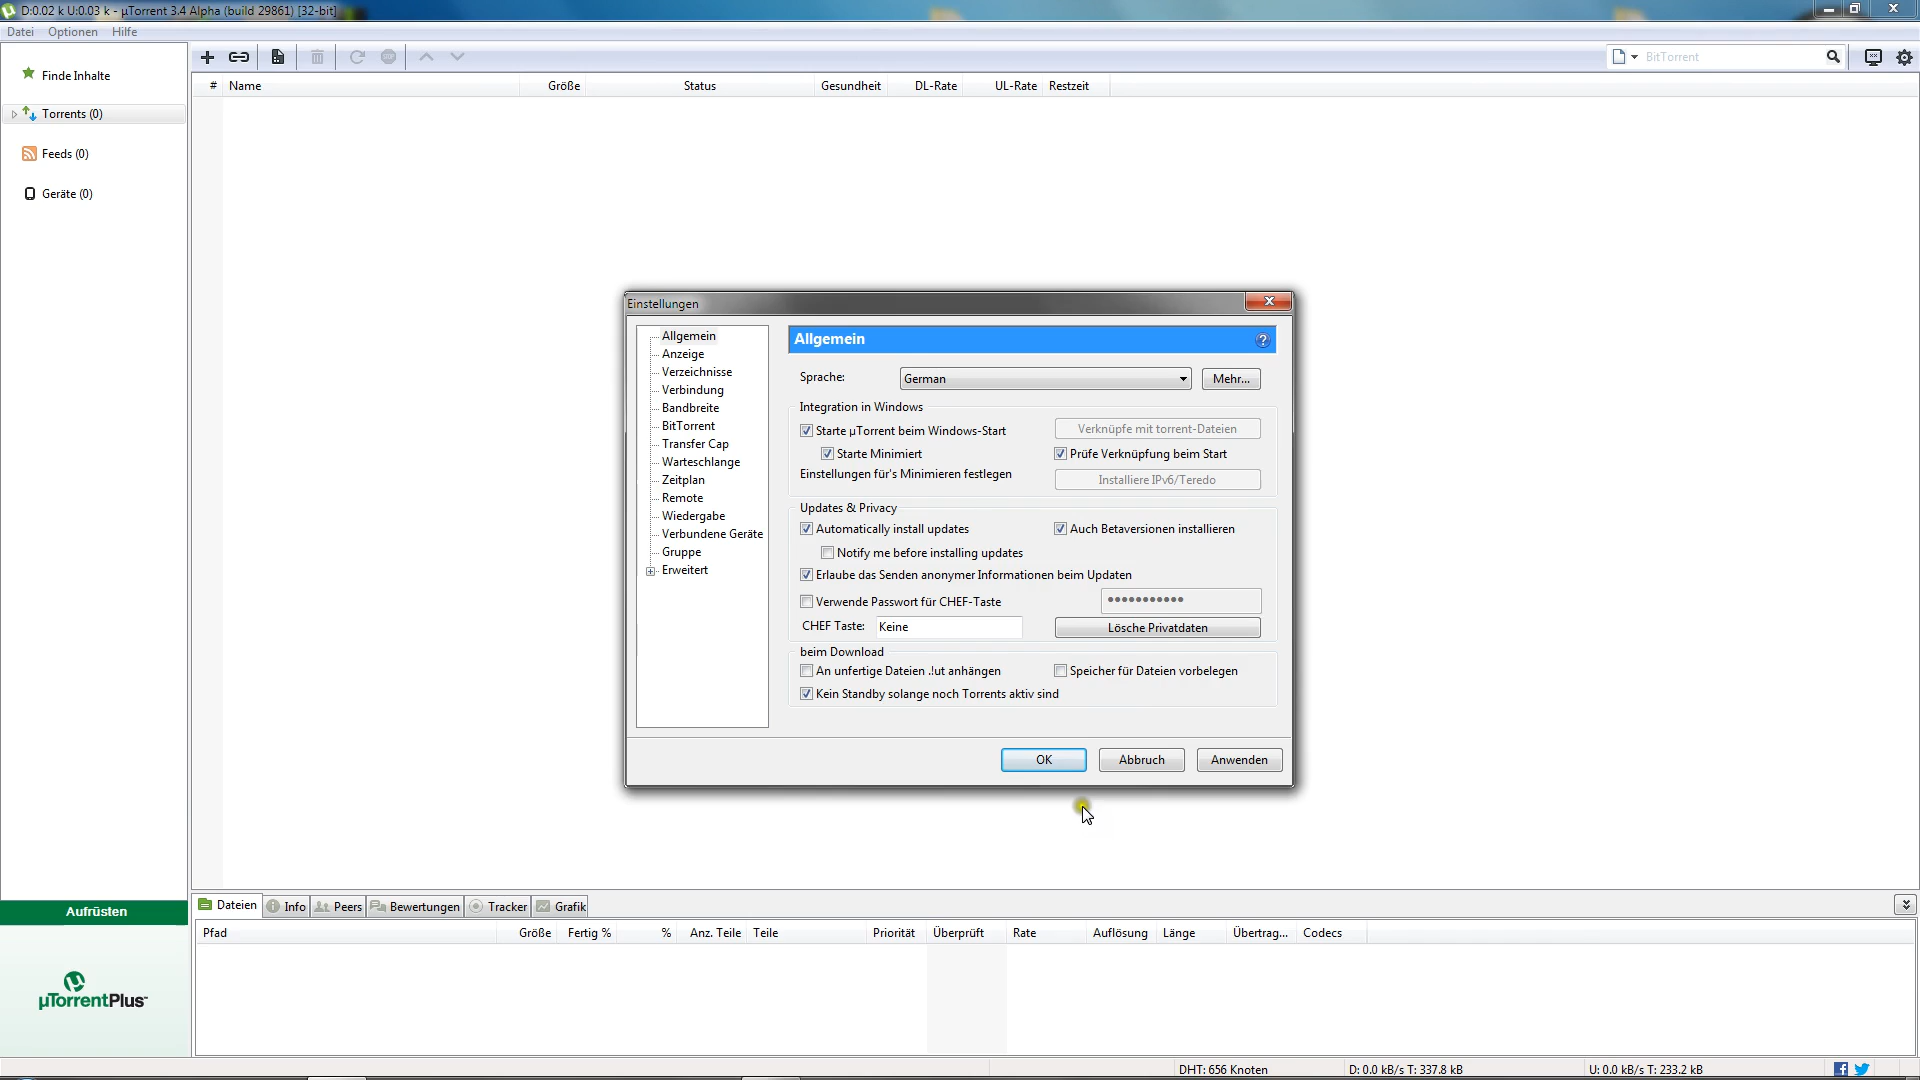 D:0.02 k U:0.03 k - µTorrent 3.4 Alpha (build 29861) [32-bit]
Datei Optionen Hilfe
BitTorrent
Finde Inhalte
Torrents (0)
Feeds (0)
Geräte (0)
# Name Größe Status Gesundheit DL-Rate UL-Rate Restzeit
Einstellungen
Allgemein
Anzeige
Verzeichnisse
Verbindung
Bandbreite
BitTorrent
Transfer Cap
Warteschlange
Zeitplan
Remote
Wiedergabe
Verbundene Geräte
Gruppe
Erweitert
Allgemein
Sprache: German Mehr...
Integration in Windows
Starte µTorrent beim Windows-Start Verknüpfe mit torrent-Dateien
Starte Minimiert Prüfe Verknüpfung beim Start
Einstellungen für's Minimieren festlegen Installiere IPv6/Teredo
Updates & Privacy
Automatically install updates Auch Betaversionen installieren
Notify me before installing updates
Erlaube das Senden anonymer Informationen beim Updaten
Verwende Passwort für CHEF-Taste •••••••••••
CHEF Taste: Keine Lösche Privatdaten
beim Download
An unfertige Dateien .!ut anhängen Speicher für Dateien vorbelegen
Kein Standby solange noch Torrents aktiv sind
OK Abbruch Anwenden
Aufrüsten
µTorrentPlus
Dateien Info Peers Bewertungen Tracker Grafik
Pfad Größe Fertig % % Anz. Teile Teile Priorität Überprüft Rate Auflösung Länge Übertrag... Codecs
DHT: 656 Knoten D: 0.0 kB/s T: 337.8 kB U: 0.0 kB/s T: 233.2 kB